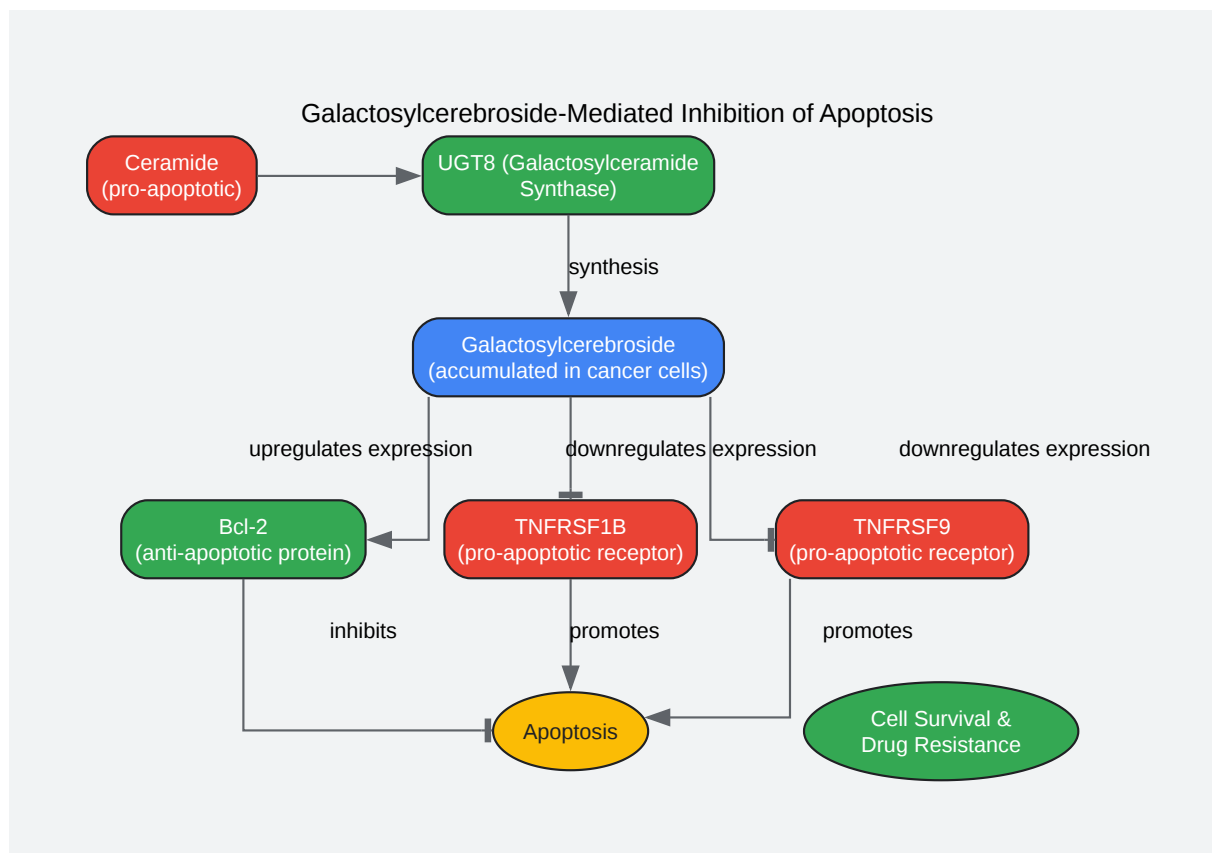 Galactosylcerebroside-Mediated Inhibition of Apoptosis
Ceramide
(pro-apoptotic)
UGT8 (Galactosylceramide
Synthase)
synthesis
Galactosylcerebroside
(accumulated in cancer cells)
upregulates expression
downregulates expression
downregulates expression
Bcl-2
(anti-apoptotic protein)
TNFRSF1B
(pro-apoptotic receptor)
TNFRSF9
(pro-apoptotic receptor)
inhibits
promotes
promotes
Apoptosis
Cell Survival &
Drug Resistance